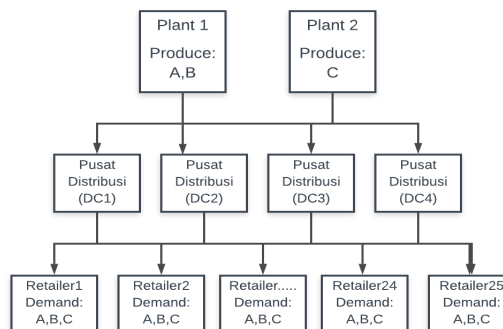 Plant 1
Produce:
A,B
Plant 2
Produce:
C
Pusat
Distribusi
(DC1)
Pusat
Distribusi
(DC2)
Pusat
Distribusi
(DC3)
Pusat
Distribusi
(DC4)
Retailer1
Demand:
A,B,C
Retailer2
Demand:
A,B,C
Retailer.....
Demand:
A,B,C
Retailer24
Demand:
A,B,C
Retailer25
Demand:
A,B,C